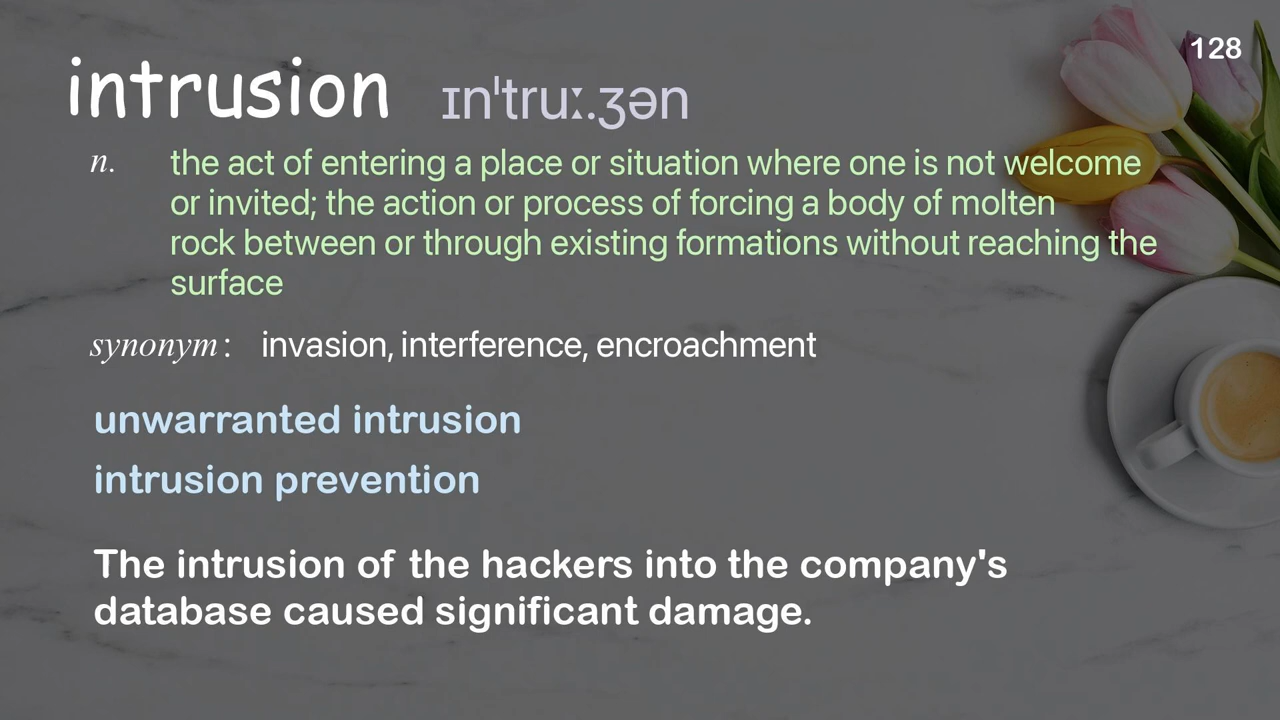 128
intrusion ɪnˈtruː.ʒən
n. the act of entering a place or situation where one is not welcome
or invited; the action or process of forcing a body of molten
rock between or through existing formations without reaching the
surface
synonym: invasion, interference, encroachment
unwarranted intrusion
intrusion prevention
The intrusion of the hackers into the company's
database caused significant damage.